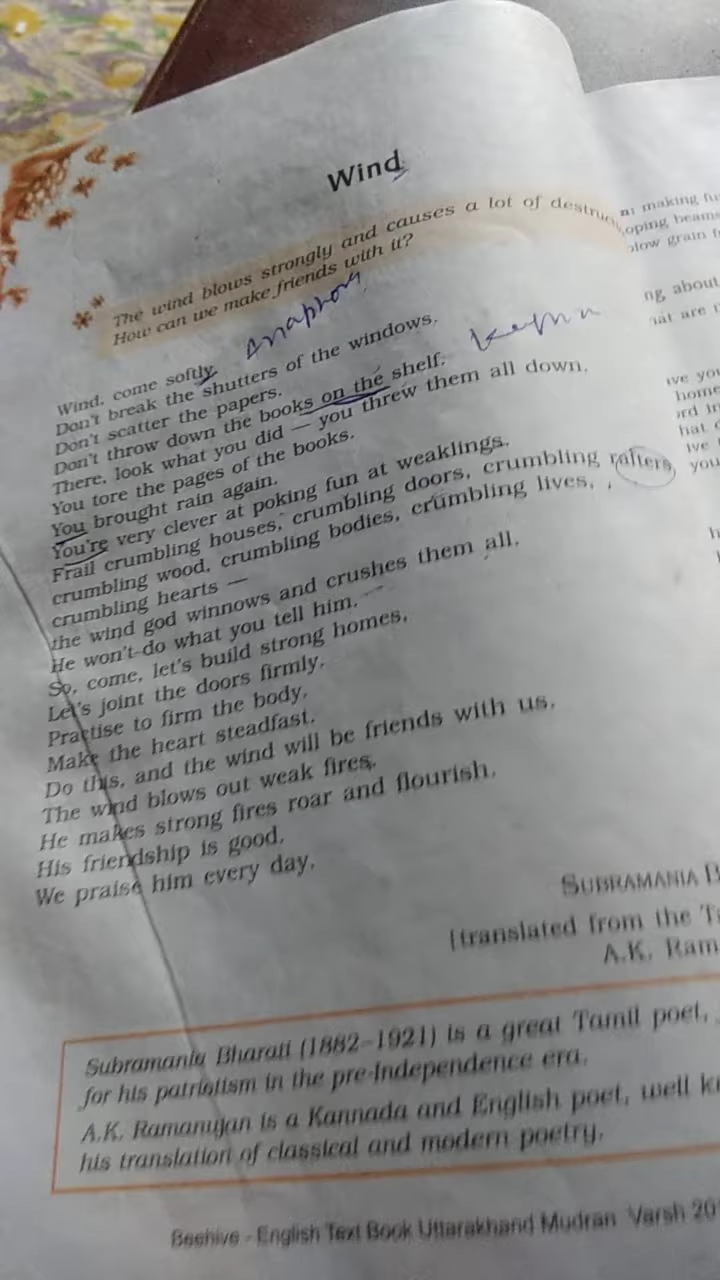 Wind
The wind blows strongly and causes a lot of
How can we make friends with it?
Anaphora
Wind, come softly.
Don't break the shutters of the windows.
Don't scatter the papers.
Don't throw down the books on the shelf.
There, look what you did — you threw them all down.
You tore the pages of the books.
You brought rain again.
You're very clever at poking fun at weaklings.
Frail crumbling houses, crumbling doors, crumbling rafters,
crumbling wood, crumbling bodies, crumbling lives,
crumbling hearts —
the wind god winnows and crushes them all.
He won't do what you tell him.
So, come, let's build strong homes,
Let's joint the doors firmly.
Practise to firm the body.
Make the heart steadfast.
Do this, and the wind will be friends with us.
The wind blows out weak fires.
He makes strong fires roar and flourish.
His friendship is good.
We praise him every day.
SUBRAMANIA
[translated from the
A.K.
Subramania Bharati (1882–1921) is a great Tamil poet,
for his patriotism in the pre-Independence era.
A.K. Ramanujan is a Kannada and English poet, well
his translation of classical and modern poetry.
Beehive - English Text Book Uttarakhand Mudran Varsh
making
beams
grain
about
are
home